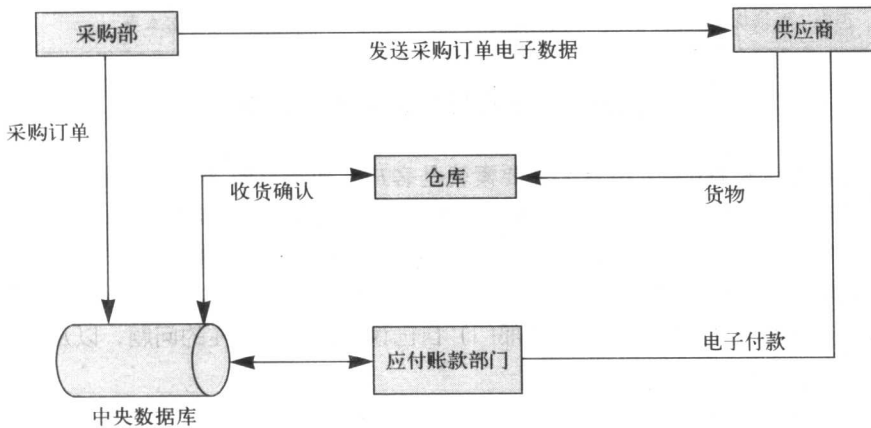 采购部
供应商
发送采购订单电子数据
采购订单
仓库
收货确认
货物
应付账款部门
电子付款
中央数据库